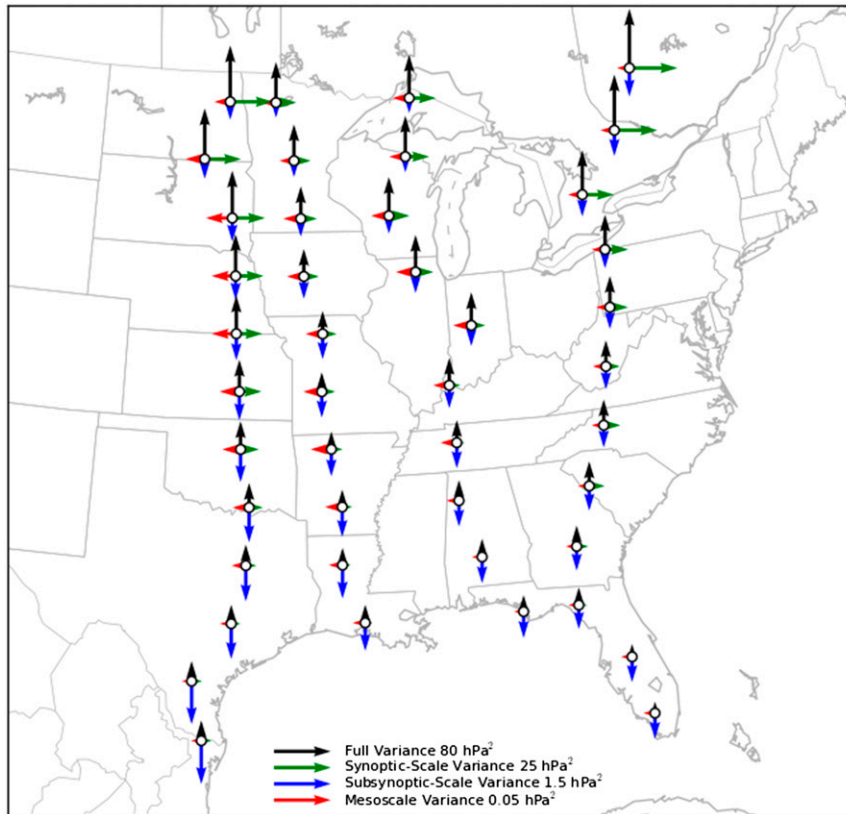 Full Variance 80 hPa²
Synoptic-Scale Variance 25 hPa²
Subsynoptic-Scale Variance 1.5 hPa²
Mesoscale Variance 0.05 hPa²